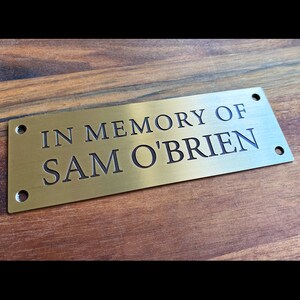 IN MEMORY OF
SAM O'BRIEN